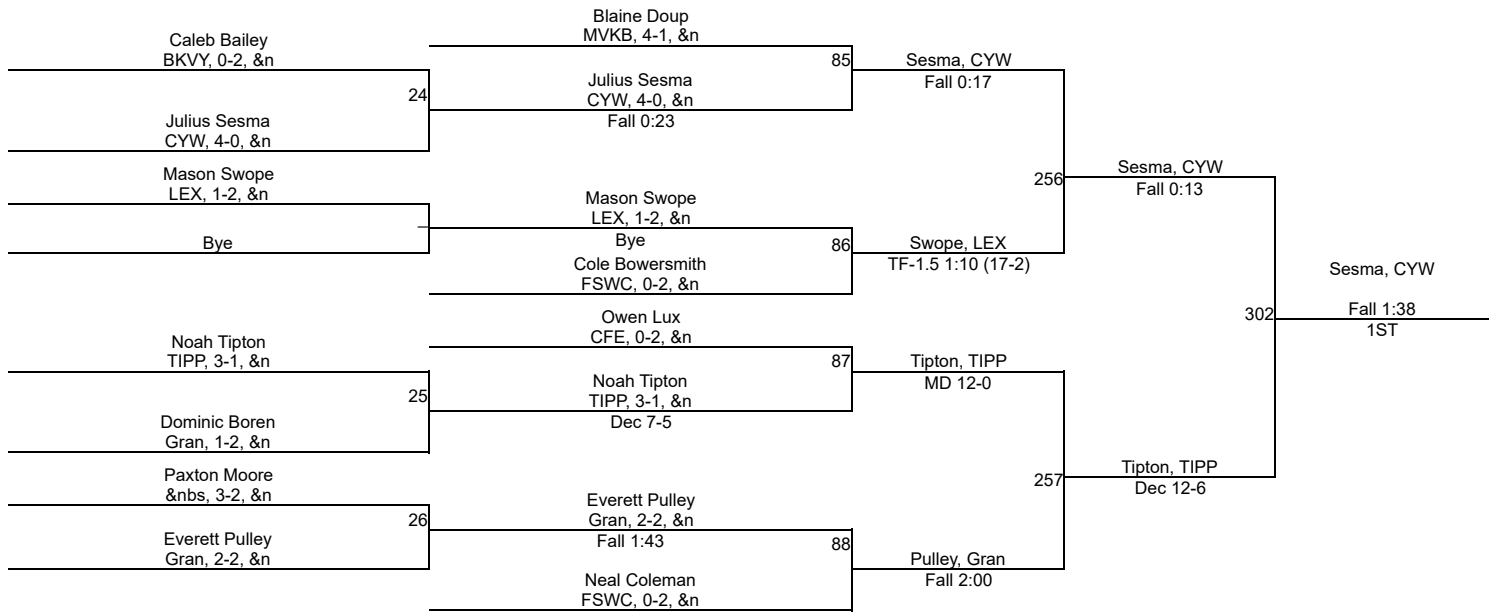 Caleb Bailey
BKVY, 0-2, &n
24
Julius Sesma
CYW, 4-0, &n
Mason Swope
LEX, 1-2, &n
Bye
Noah Tipton
TIPP, 3-1, &n
25
Dominic Boren
Gran, 1-2, &n
Paxton Moore
&nbs, 3-2, &n
26
Everett Pulley
Gran, 2-2, &n
Blaine Doup
MVKB, 4-1, &n
85
Julius Sesma
CYW, 4-0, &n
Fall 0:23
Mason Swope
LEX, 1-2, &n
Bye
86
Cole Bowersmith
FSWC, 0-2, &n
Owen Lux
CFE, 0-2, &n
87
Noah Tipton
TIPP, 3-1, &n
Dec 7-5
Everett Pulley
Gran, 2-2, &n
Fall 1:43
88
Neal Coleman
FSWC, 0-2, &n
Sesma, CYW
Fall 0:17
256
Swope, LEX
TF-1.5 1:10 (17-2)
Tipton, TIPP
MD 12-0
257
Pulley, Gran
Fall 2:00
Sesma, CYW
Fall 0:13
302
Tipton, TIPP
Dec 12-6
Sesma, CYW
Fall 1:38
1ST